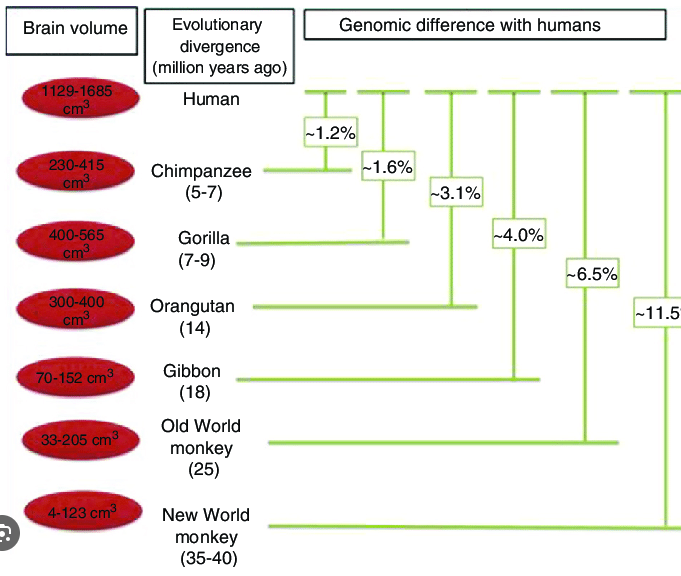 Brain volume
Evolutionary
divergence
(million years ago)
Genomic difference with humans
1129-1685
cm3
Human
~1.2%
230-415
cm3
Chimpanzee
(5-7)
~1.6%
~3.1%
400-565
cm3
Gorilla
(7-9)
~4.0%
~6.5%
300-400
cm3
Orangutan
(14)
~11.5
70-152 cm3
Gibbon
(18)
33-205 cm3
Old World
monkey
(25)
4-123 cm3
New World
monkey
(35-40)